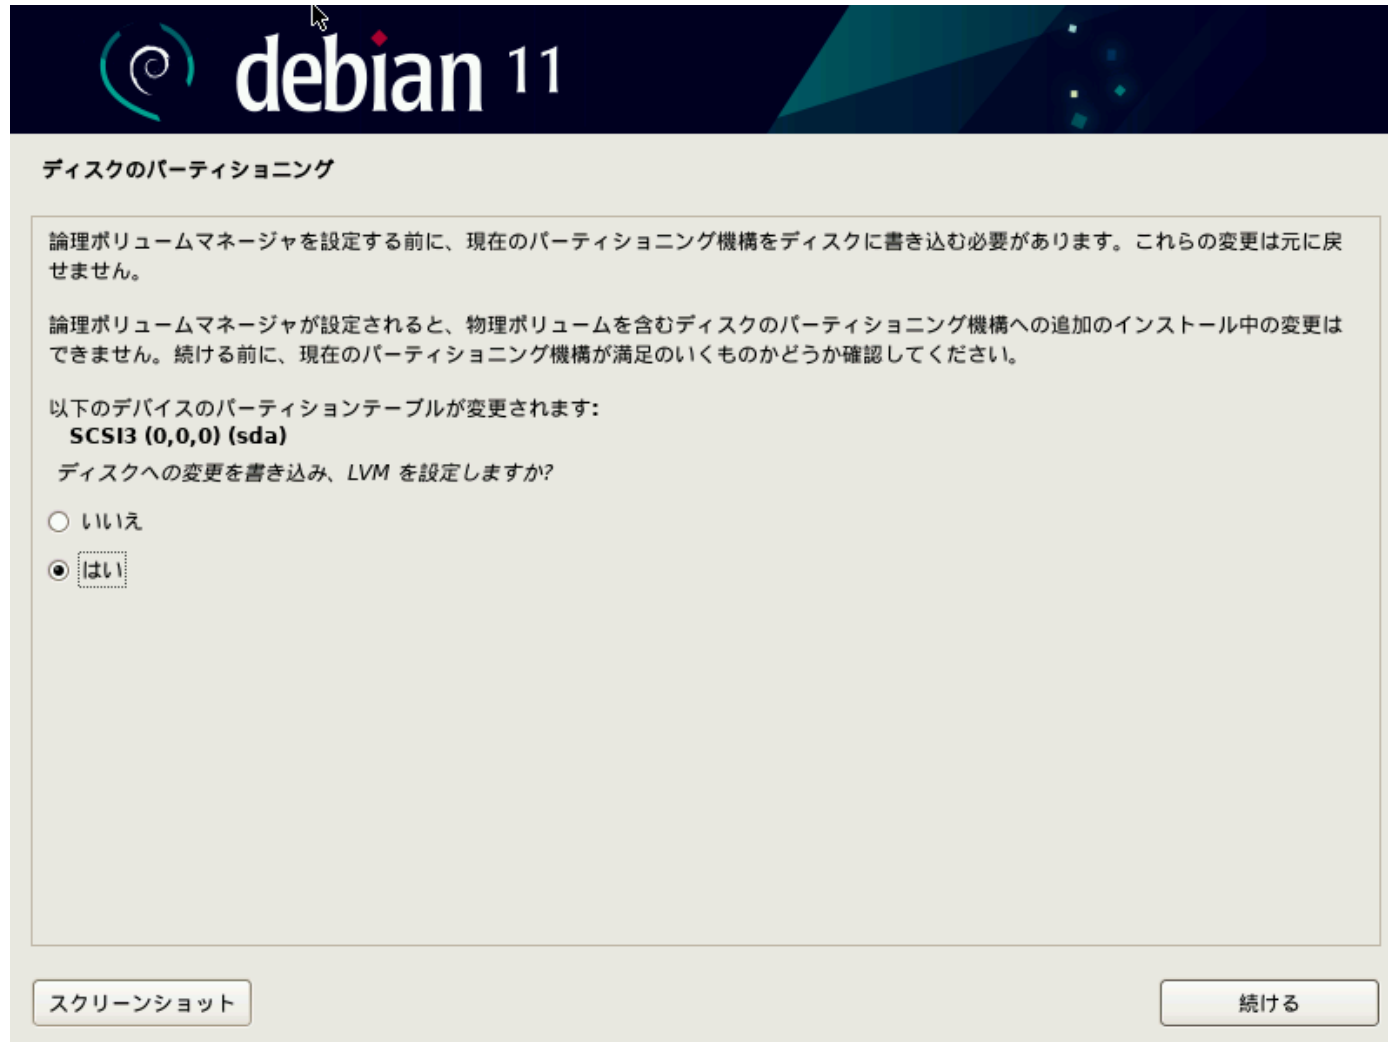 debian 11
ディスクのパーティショニング
論理ボリュームマネージャを設定する前に、現在のパーティショニング機構をディスクに書き込む必要があります。これらの変更は元に戻
せません。
論理ボリュームマネージャが設定されると、物理ボリュームを含むディスクのパーティショニング機構への追加のインストール中の変更は
できません。続ける前に、現在のパーティショニング機構が満足のいくものかどうか確認してください。
以下のデバイスのパーティションテーブルが変更されます:
SCSI3 (0,0,0) (sda)
ディスクへの変更を書き込み、LVM を設定しますか?
いいえ
はい
スクリーンショット
続ける